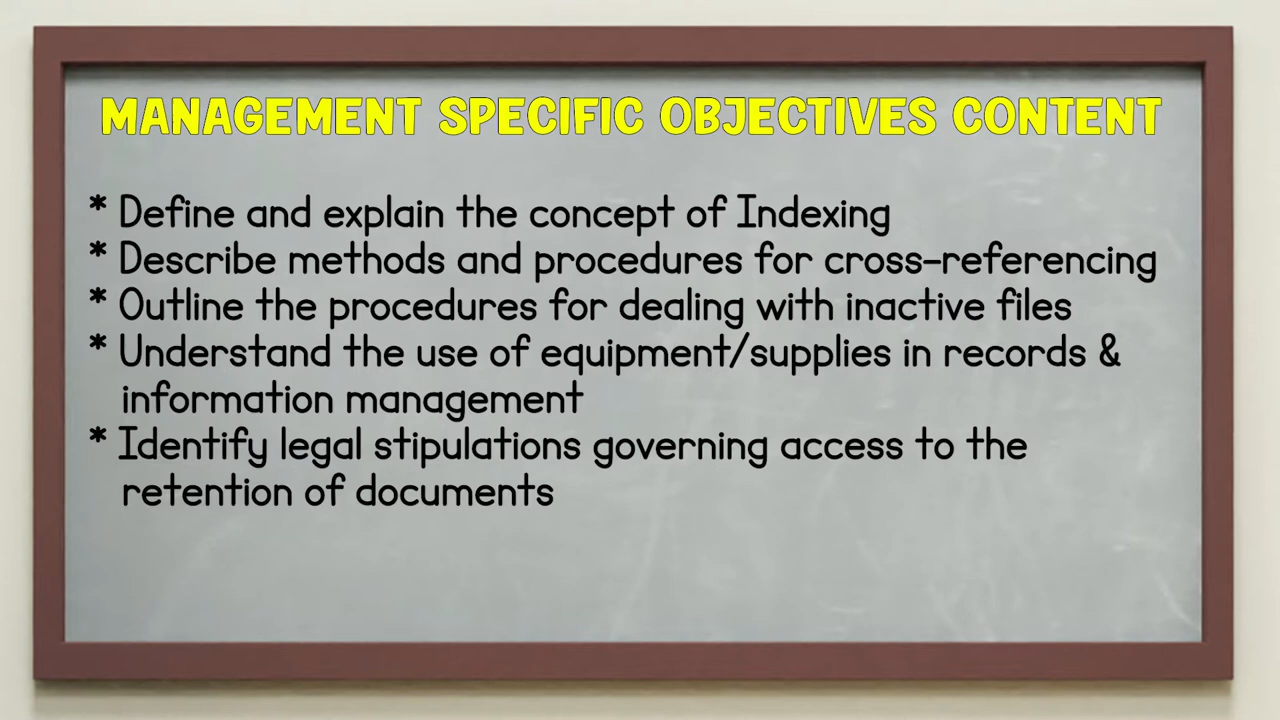 MANAGEMENT SPECIFIC OBJECTIVES CONTENT
* Define and explain the concept of Indexing
* Describe methods and procedures for cross-referencing
* Outline the procedures for dealing with inactive files
* Understand the use of equipment/supplies in records &
information management
* Identify legal stipulations governing access to the
retention of documents